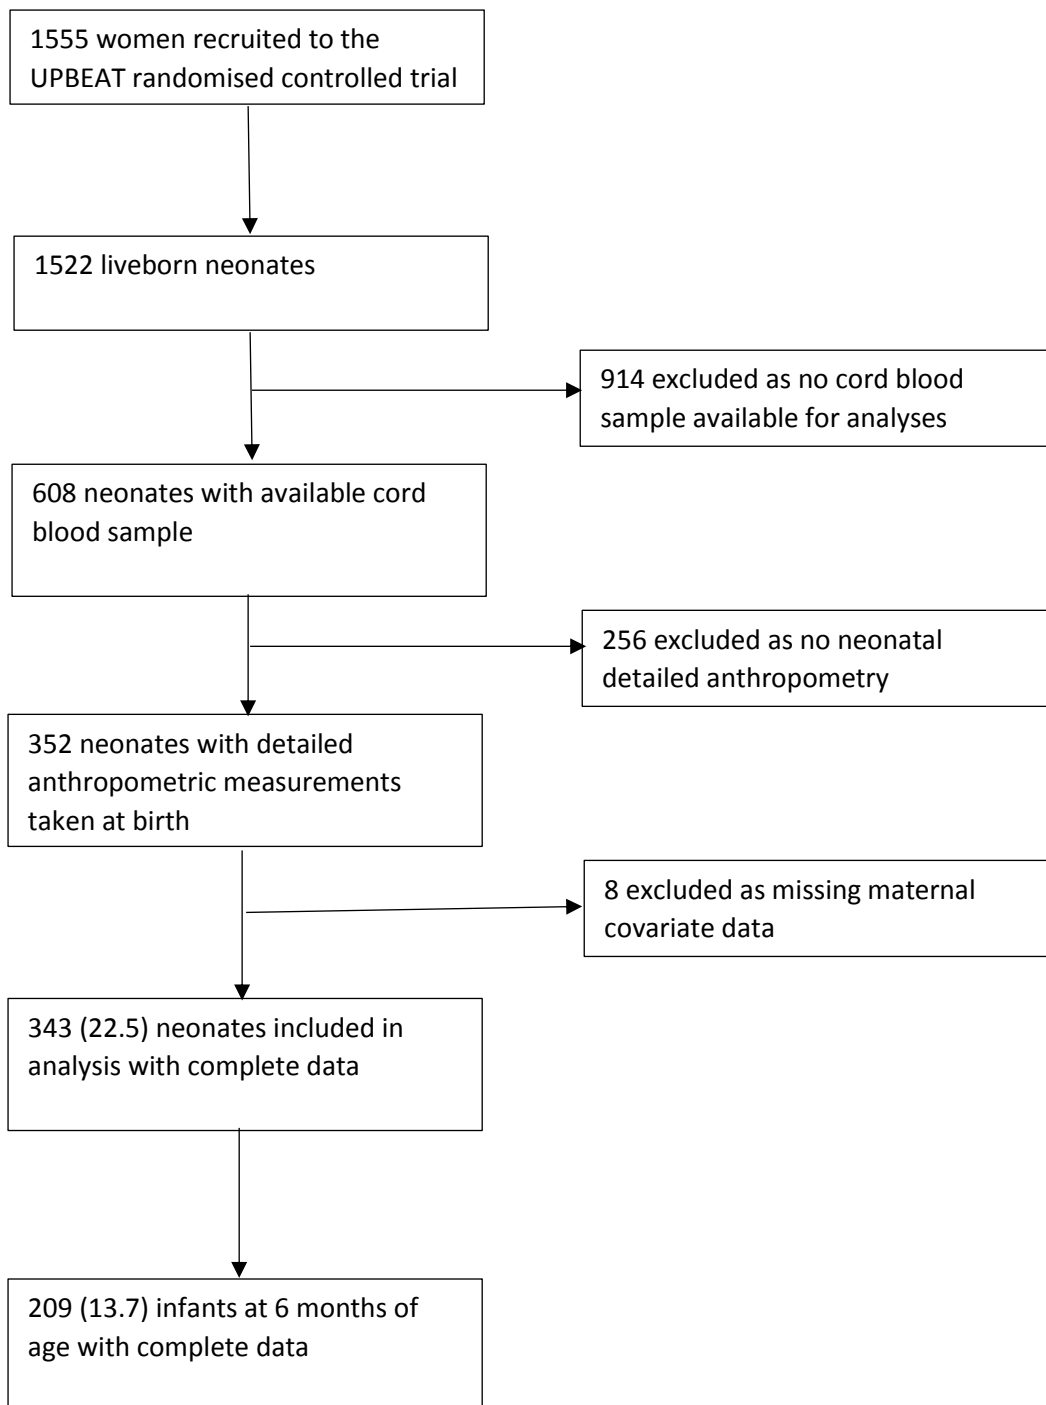 1555 women recruited to the
UPBEAT randomised controlled trial
1522 liveborn neonates
914 excluded as no cord blood
sample available for analyses
608 neonates with available cord
blood sample
256 excluded as no neonatal
detailed anthropometry
352 neonates with detailed
anthropometric measurements
taken at birth
8 excluded as missing maternal
covariate data
343 (22.5) neonates included in
analysis with complete data
209 (13.7) infants at 6 months of
age with complete data